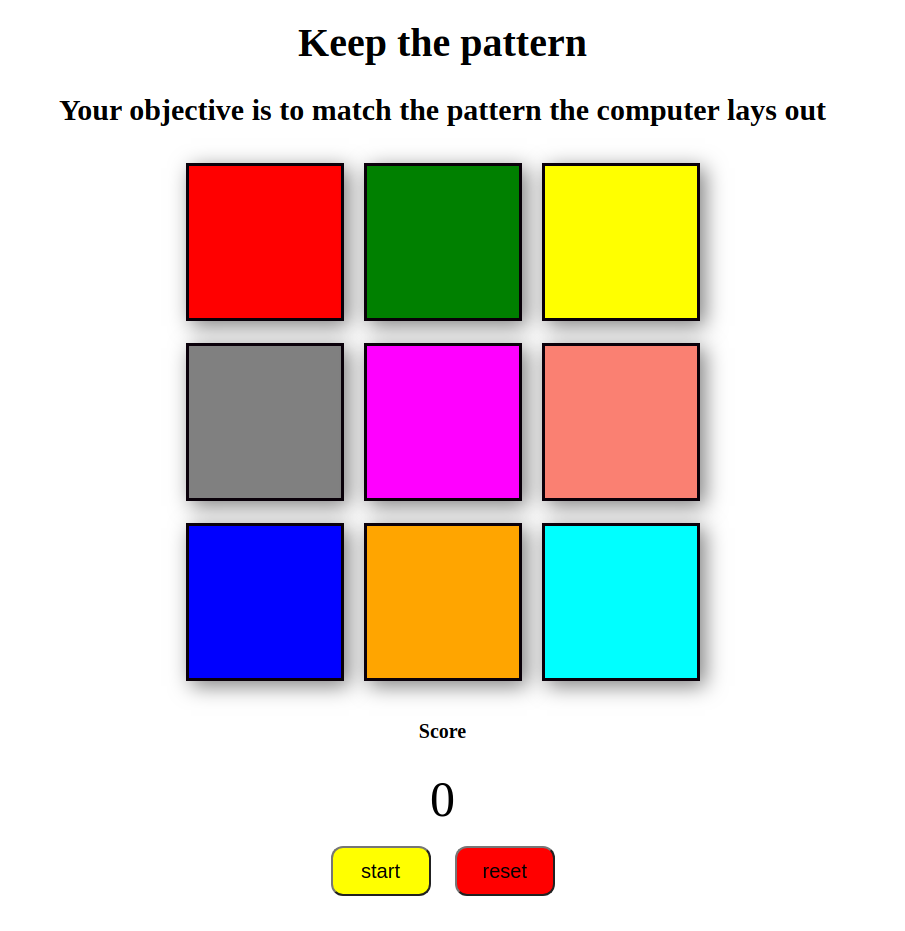 Keep the pattern
Your objective is to match the pattern the computer lays out
Score
0
start reset